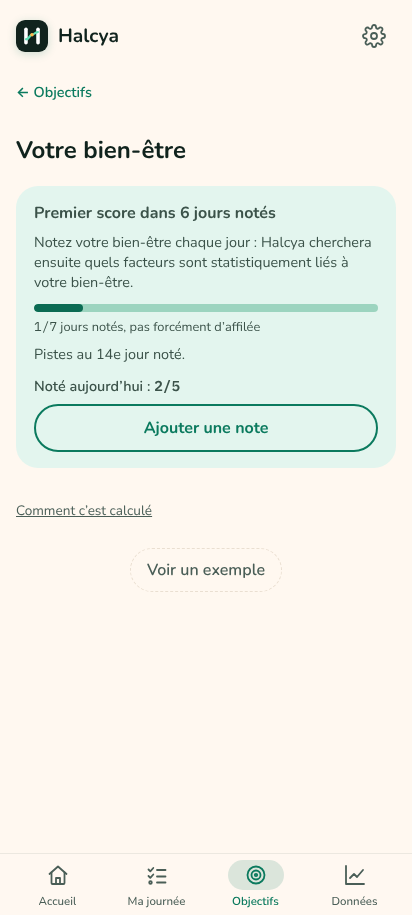 Halcya
← Objectifs
Votre bien-être
Premier score dans 6 jours notés
Notez votre bien-être chaque jour : Halcya cherchera
ensuite quels facteurs sont statistiquement liés à
votre bien-être.
1/7 jours notés, pas forcément d’affilée
Pistes au 14e jour noté.
Noté aujourd’hui : 2/5
Ajouter une note
Comment c’est calculé
Voir un exemple
Accueil
Ma journée
Objectifs
Données